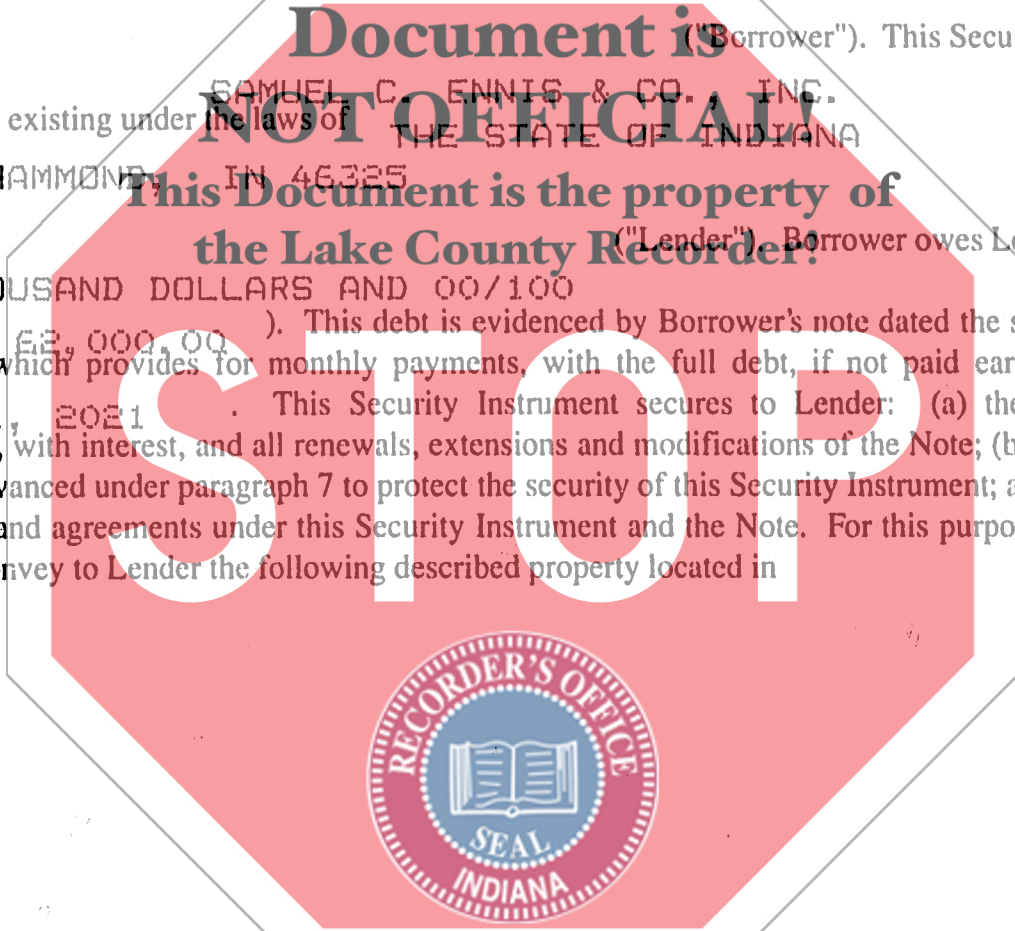 Document is
("Borrower"). This Secu
SAMUEL C. ENNIS & CO., INC.
existing under the laws of
NOT OFFICIAL!
THE STATE OF INDIANA
AMMOND, IN 46325
This Document is the property of
("Lender"). Borrower owes Le
the Lake County Recorder!
USAND DOLLARS AND 00/100
62,000.00 ). This debt is evidenced by Borrower's note dated the s
which provides for monthly payments, with the full debt, if not paid ear
, 2021 . This Security Instrument secures to Lender: (a) the
, with interest, and all renewals, extensions and modifications of the Note; (b
vanced under paragraph 7 to protect the security of this Security Instrument; a
and agreements under this Security Instrument and the Note. For this purpo
nvey to Lender the following described property located in
STOP
RECORDER'S OFFICE
SEAL
INDIANA